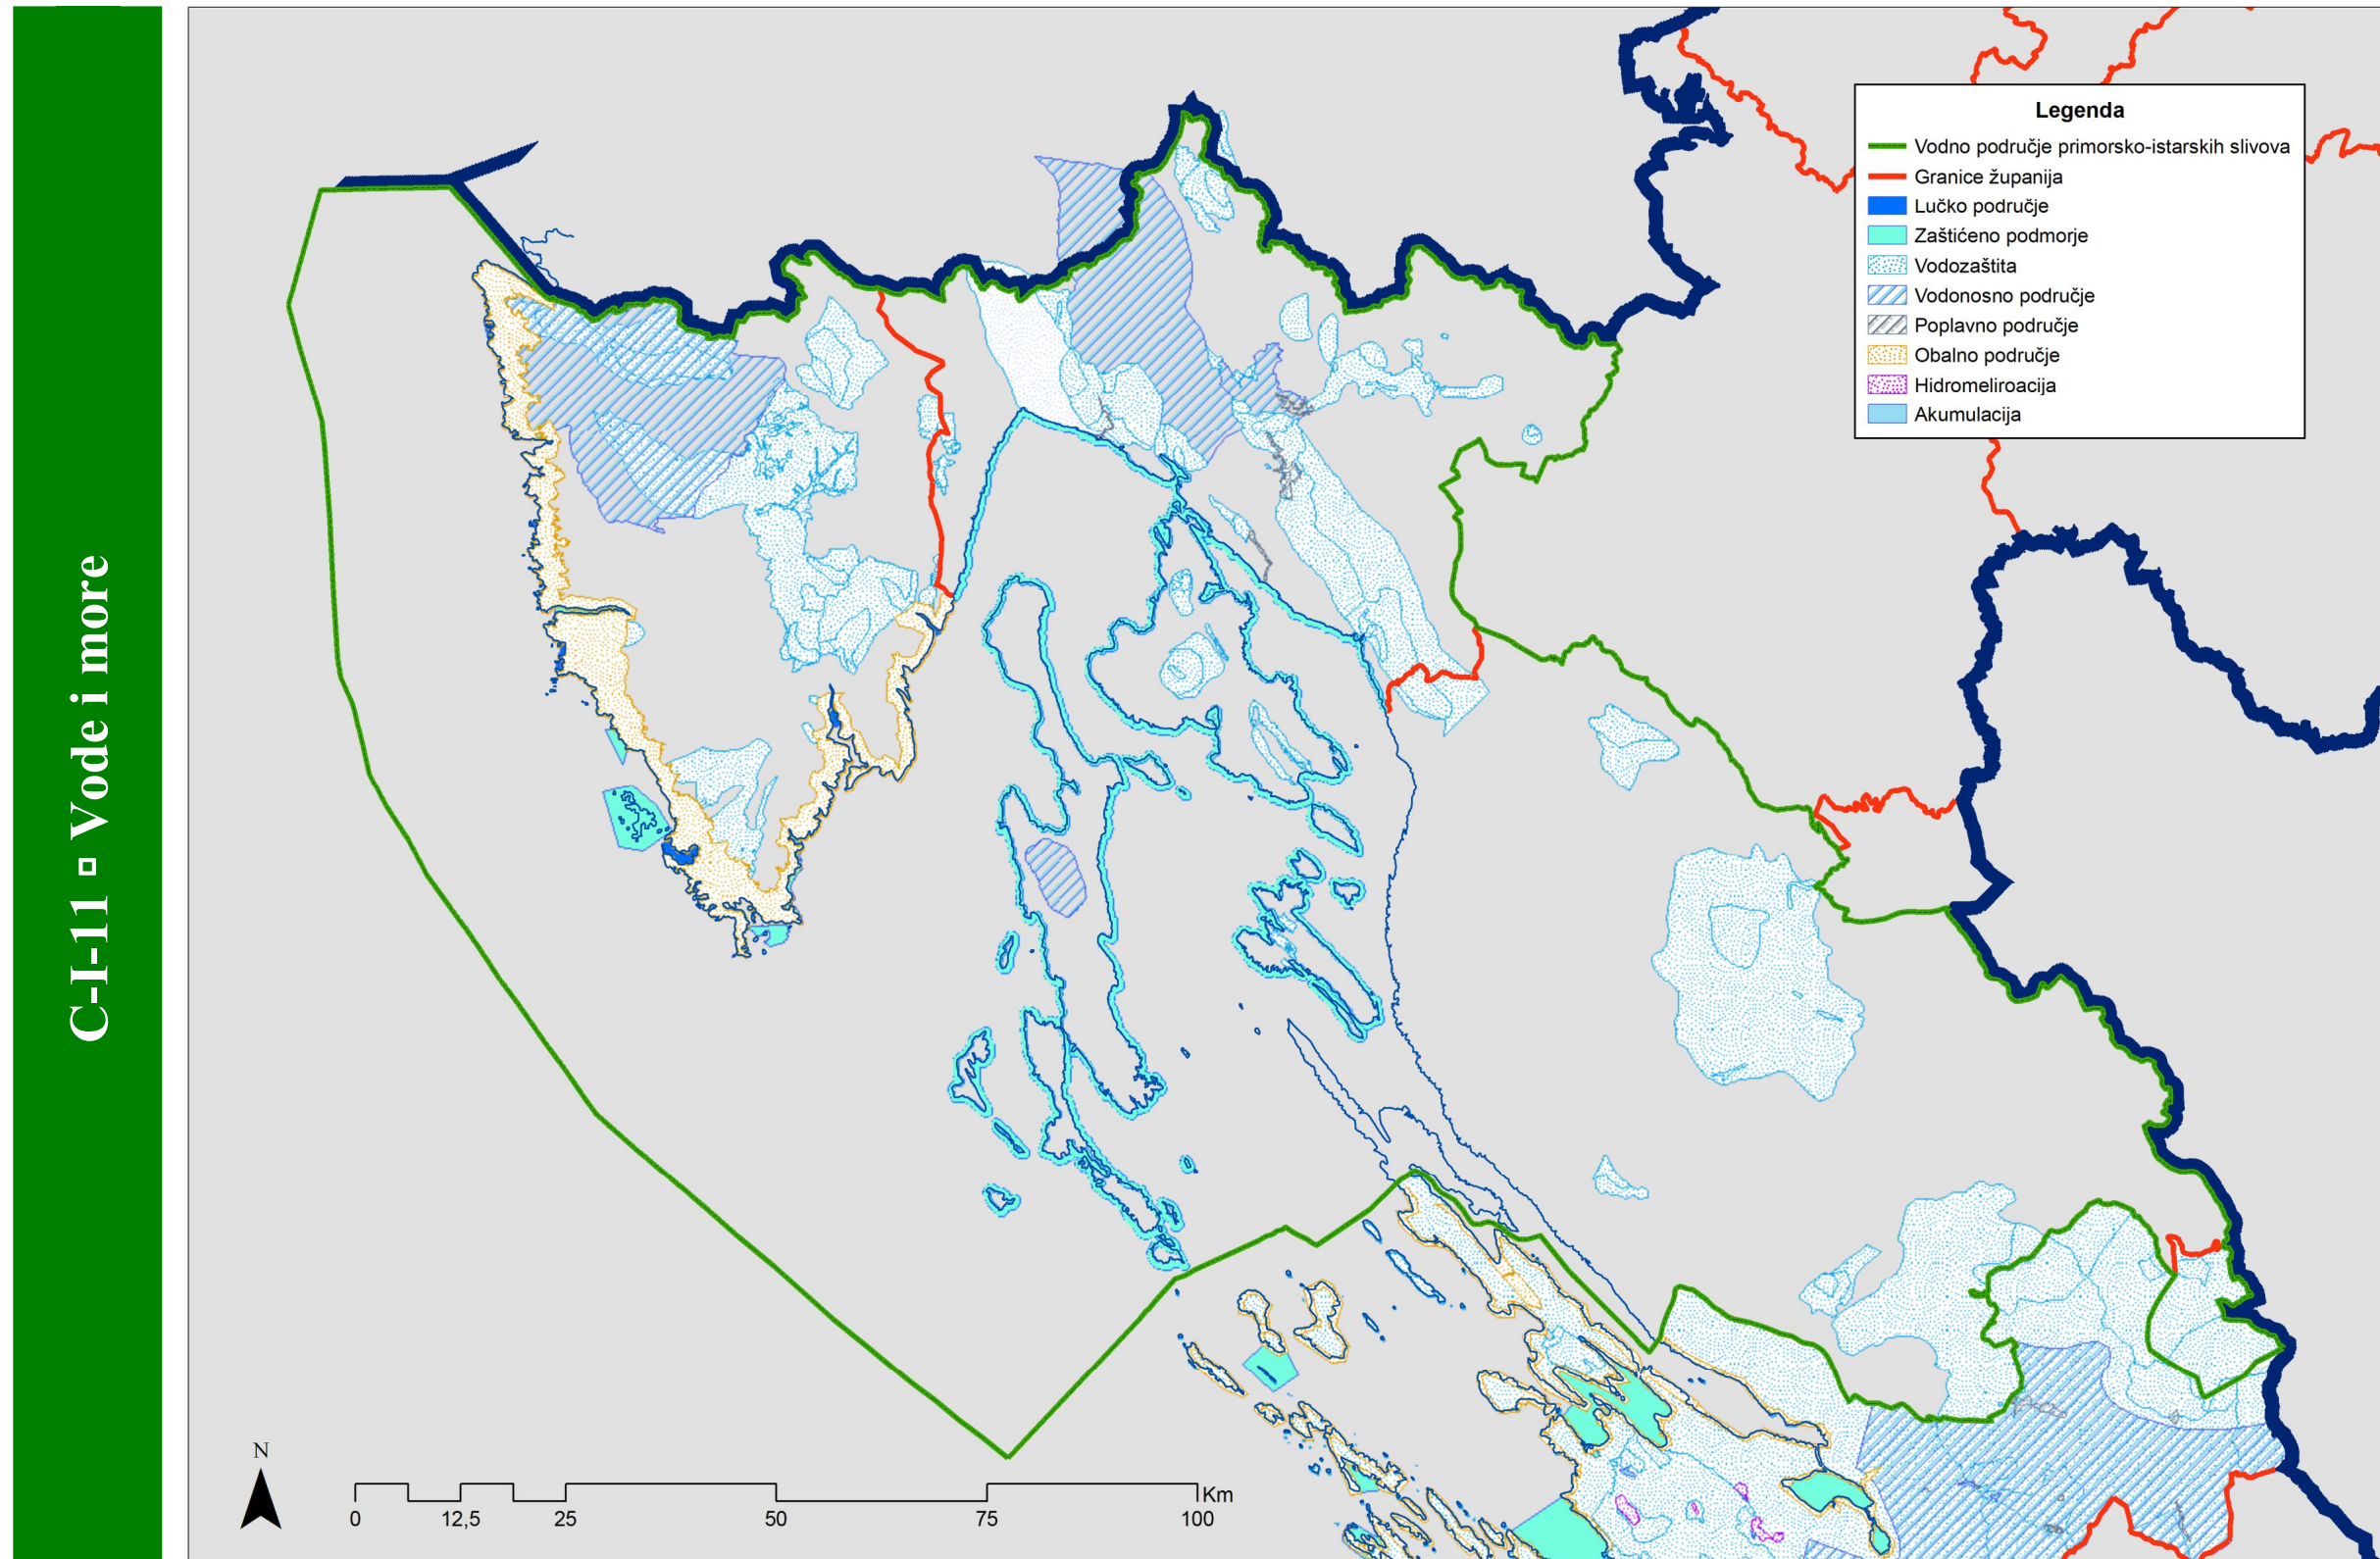 C-I-11 ▫ Vode i more
Legenda
Vodno područje primorsko-istarskih slivova
Granice županija
Lučko područje
Zaštićeno podmorje
Vodozaštita
Vodonosno područje
Poplavno područje
Obalno područje
Hidromeliroacija
Akumulacija
N
Km
0 12,5 25 50 75 100